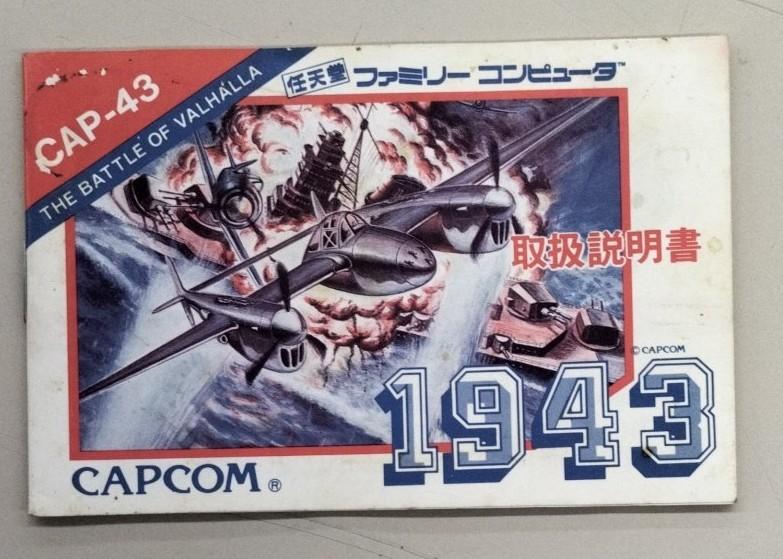 CAP-43
THE BATTLE OF VALHALLA
任天堂 ファミリー コンピュータ™
取扱説明書
© CAPCOM
1943
CAPCOM ®